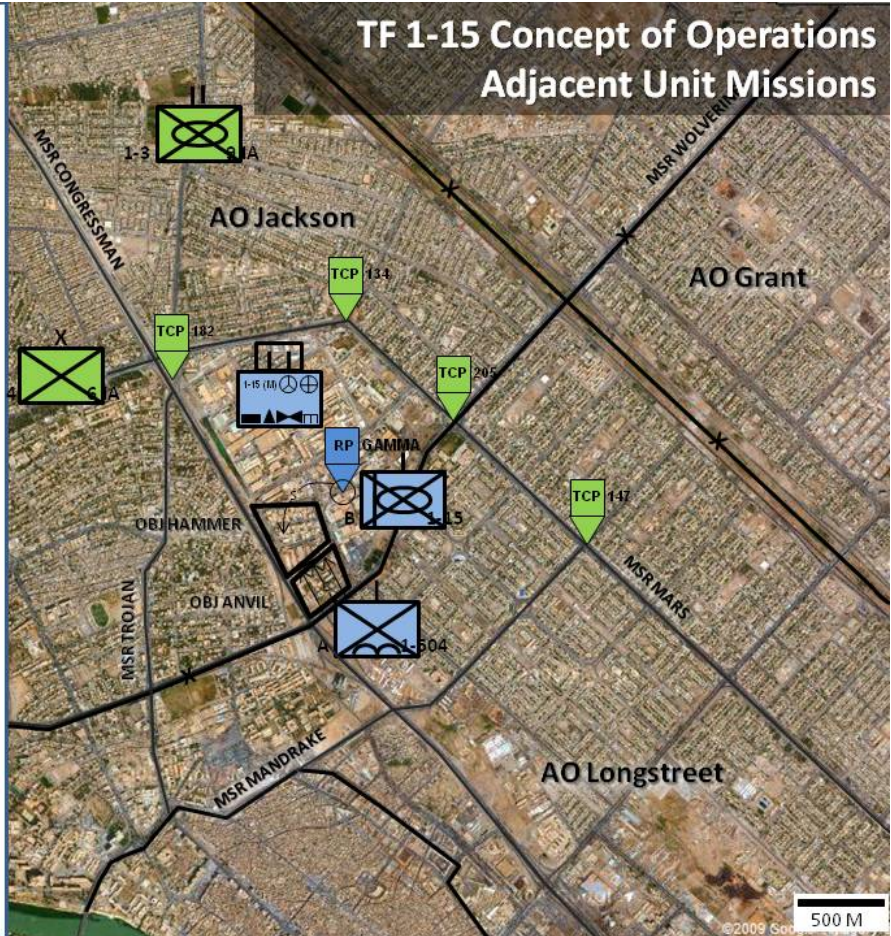 TF 1-15 Concept of Operations
Adjacent Unit Missions
MSR CONGRESSMAN
MSR WOLVERIN
1-3
AO Jackson
AO Grant
TCP 134
TCP 182
X
TCP 205
1-15 (M)
RP GAMMA
B 1-15
TCP 147
OBJ HAMMER
S
OBJ ANVIL
MSR MARS
A 1-504
MSR TROJAN
MSR MANDRAKE
AO Longstreet
500 M
©2009